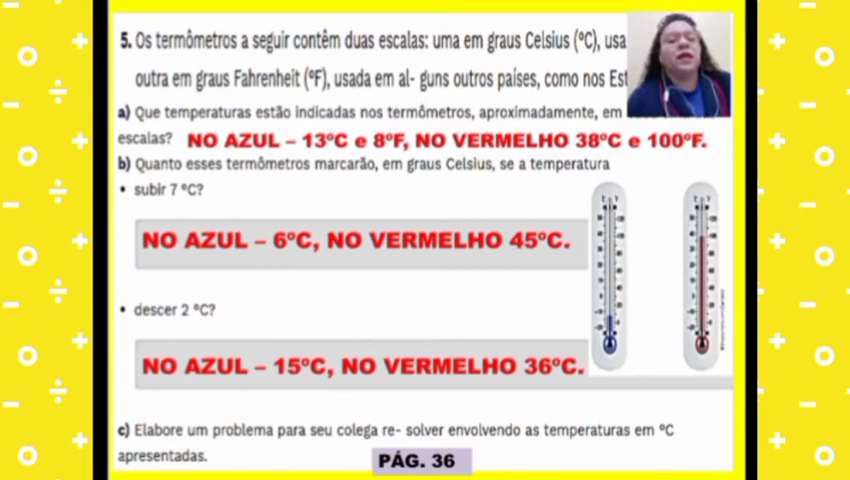 5. Os termômetros a seguir contêm duas escalas: uma em graus Celsius (ºC), usa
outra em graus Fahrenheit (ºF), usada em al- guns outros países, como nos Est
a) Que temperaturas estão indicadas nos termômetros, aproximadamente, em
escalas? NO AZUL – 13ºC e 8ºF, NO VERMELHO 38ºC e 100ºF.
b) Quanto esses termômetros marcarão, em graus Celsius, se a temperatura
• subir 7 ºC?
NO AZUL – 6ºC, NO VERMELHO 45ºC.
• descer 2 ºC?
NO AZUL – 15ºC, NO VERMELHO 36ºC.
c) Elabore um problema para seu colega re- solver envolvendo as temperaturas em ºC
apresentadas.
PÁG. 36